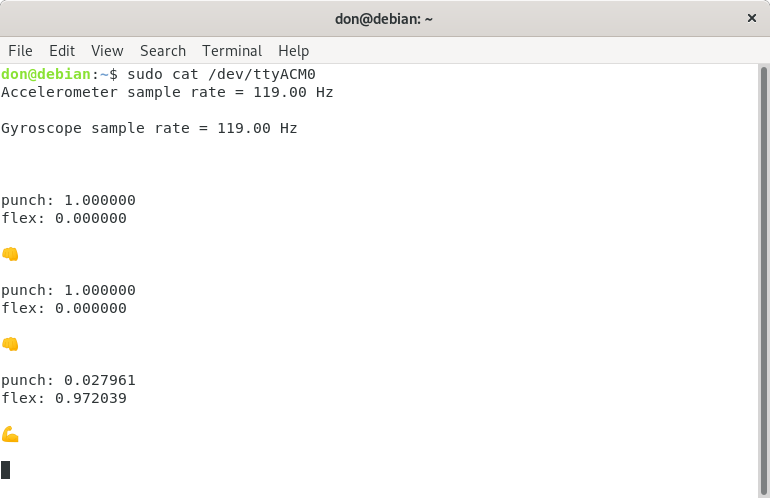 don@debian: ~
File Edit View Search Terminal Help
don@debian:~$ sudo cat /dev/ttyACM0
Accelerometer sample rate = 119.00 Hz
Gyroscope sample rate = 119.00 Hz
punch: 1.000000
flex: 0.000000
👊
punch: 1.000000
flex: 0.000000
👊
punch: 0.027961
flex: 0.972039
💪